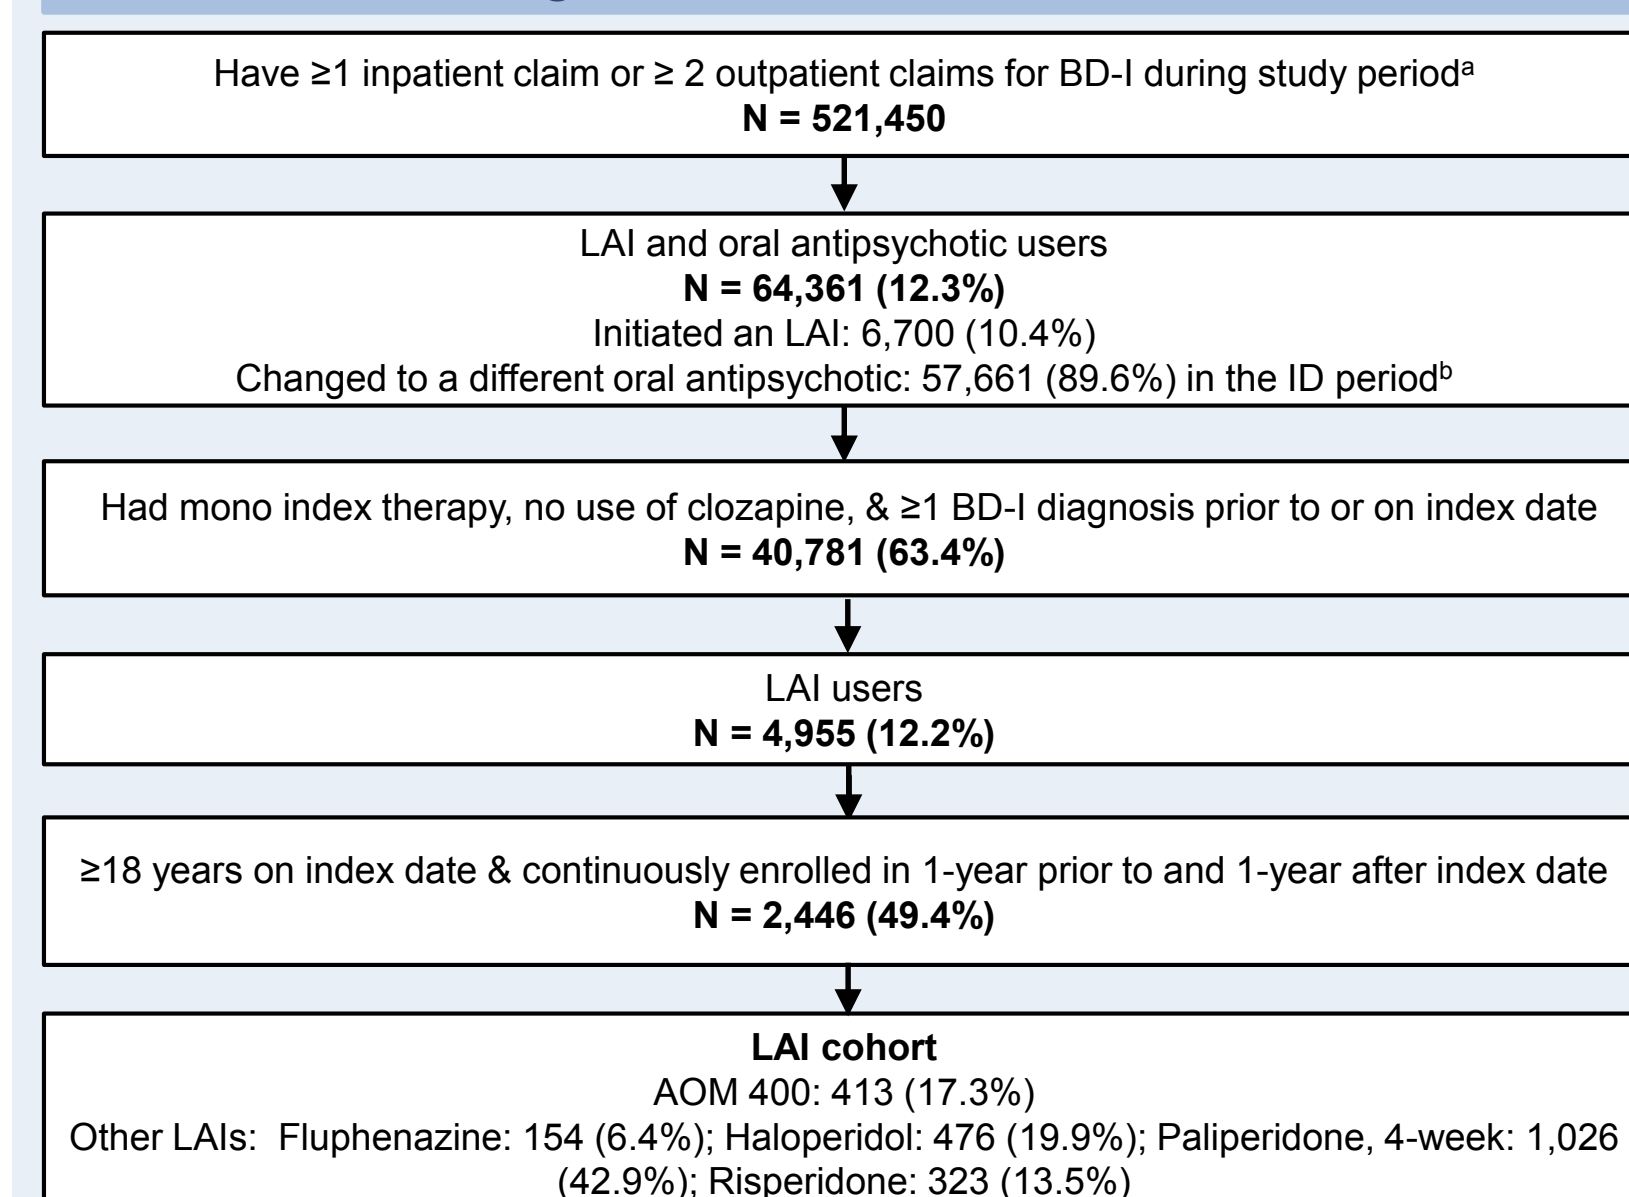 Have ≥1 inpatient claim or ≥ 2 outpatient claims for BD-I during study periodᵃ
N = 521,450
LAI and oral antipsychotic users
N = 64,361 (12.3%)
Initiated an LAI: 6,700 (10.4%)
Changed to a different oral antipsychotic: 57,661 (89.6%) in the ID periodᵇ
Had mono index therapy, no use of clozapine, & ≥1 BD-I diagnosis prior to or on index date
N = 40,781 (63.4%)
LAI users
N = 4,955 (12.2%)
≥18 years on index date & continuously enrolled in 1-year prior to and 1-year after index date
N = 2,446 (49.4%)
LAI cohort
AOM 400: 413 (17.3%)
Other LAIs: Fluphenazine: 154 (6.4%); Haloperidol: 476 (19.9%); Paliperidone, 4-week: 1,026
(42.9%); Risperidone: 323 (13.5%)